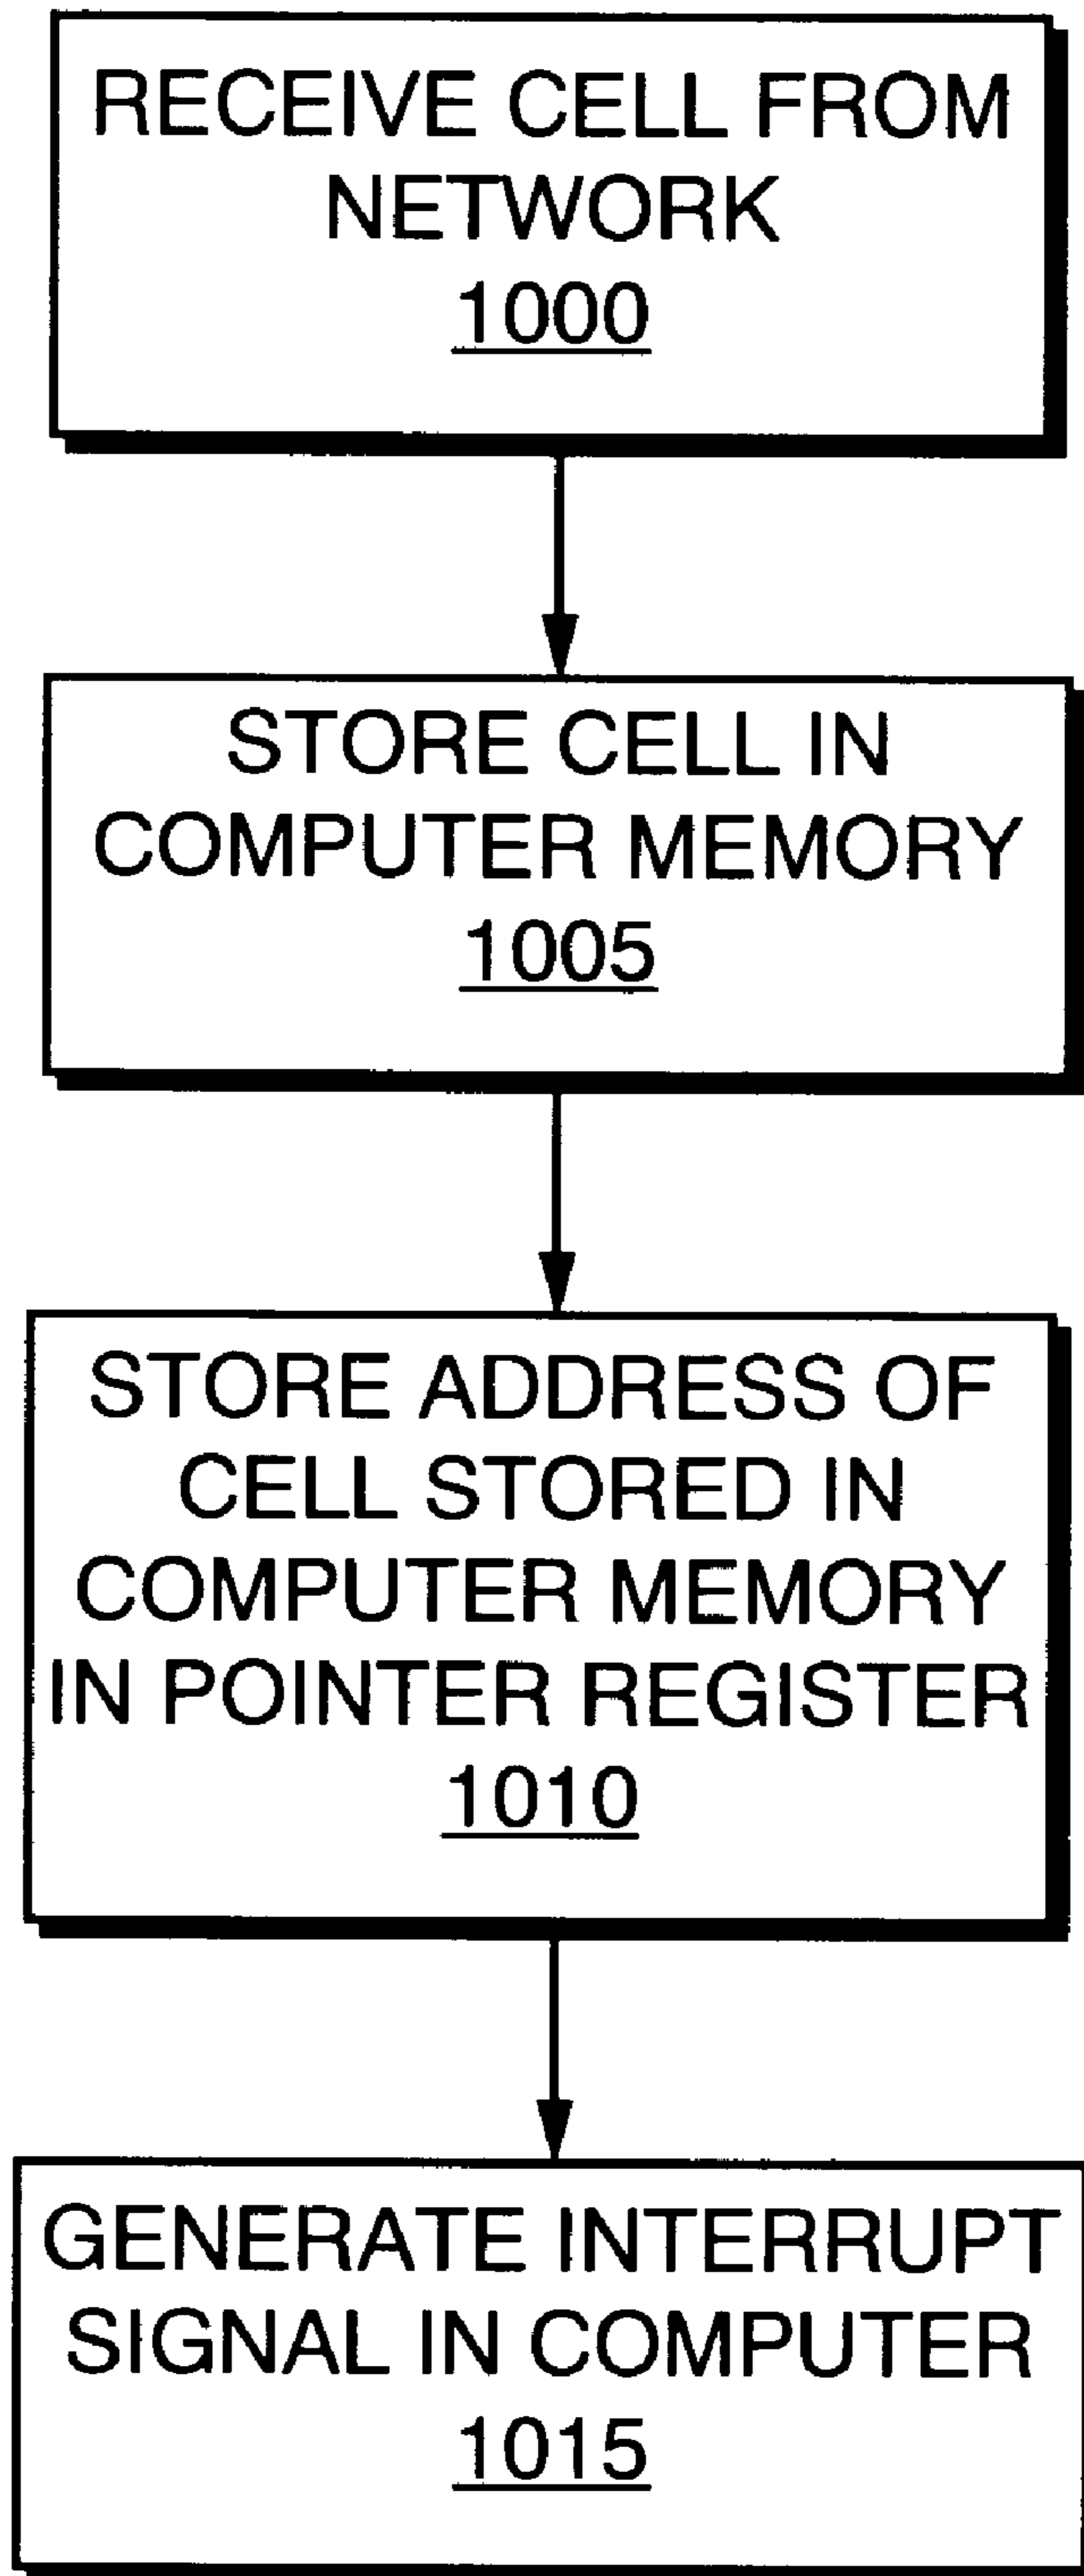 RECEIVE CELL FROM
NETWORK
1000
STORE CELL IN
COMPUTER MEMORY
1005
STORE ADDRESS OF
CELL STORED IN
COMPUTER MEMORY
IN POINTER REGISTER
1010
GENERATE INTERRUPT
SIGNAL IN COMPUTER
1015